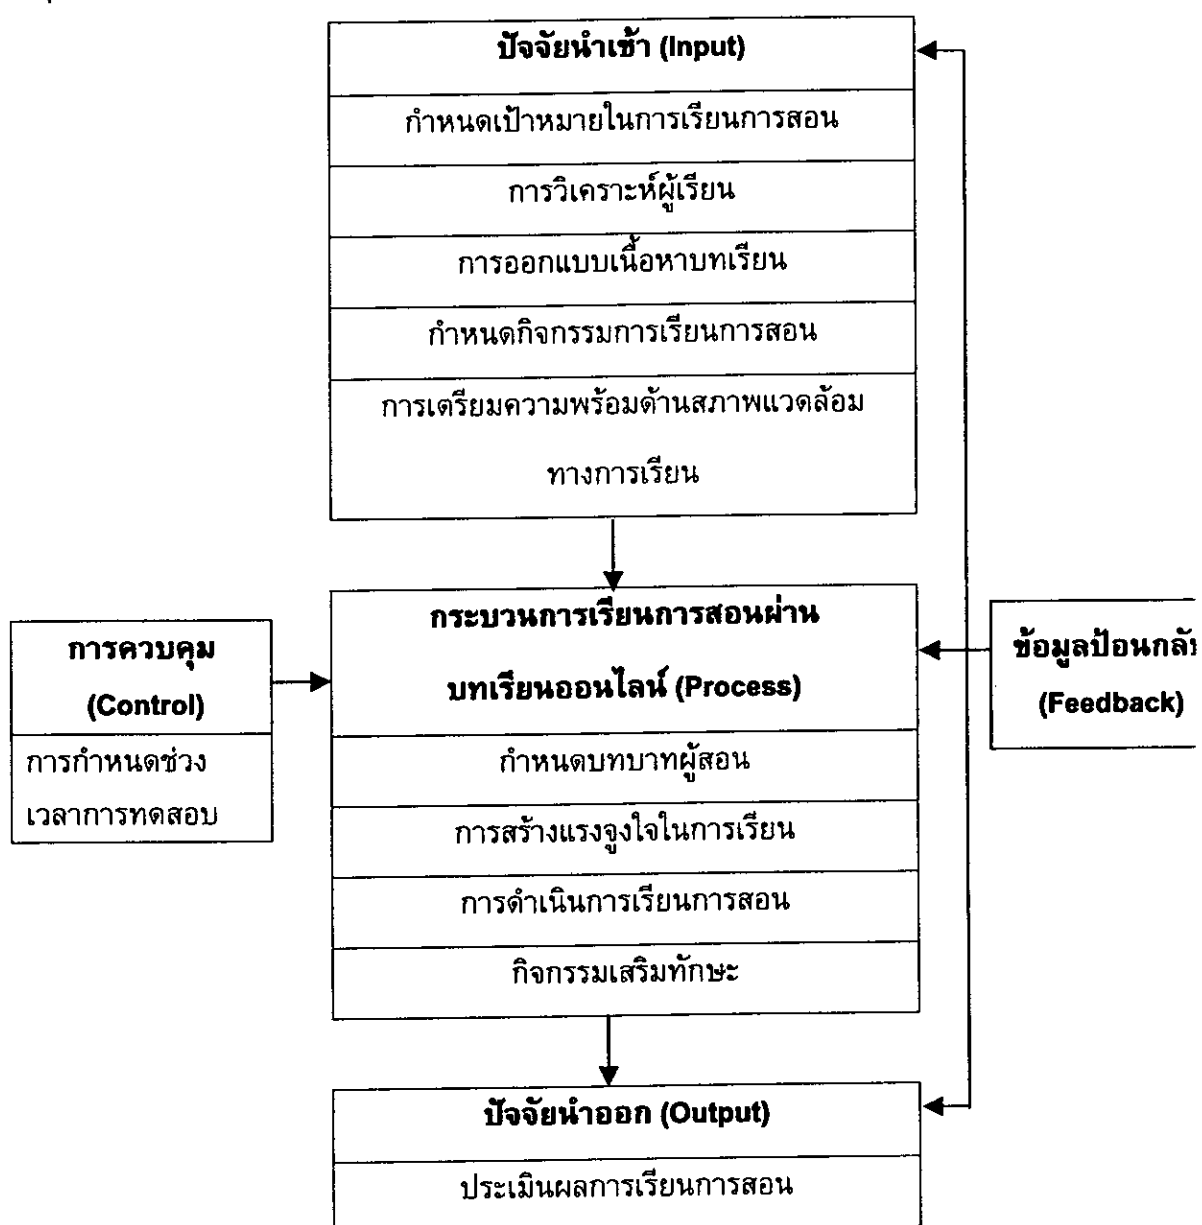 ปัจจัยนำเข้า (Input)
กำหนดเป้าหมายในการเรียนการสอน
การวิเคราะห์ผู้เรียน
การออกแบบเนื้อหาบทเรียน
กำหนดกิจกรรมการเรียนการสอน
การเตรียมความพร้อมด้านสภาพแวดล้อม
ทางการเรียน
กระบวนการเรียนการสอนผ่าน
บทเรียนออนไลน์ (Process)
กำหนดบทบาทผู้สอน
การสร้างแรงจูงใจในการเรียน
การดำเนินการเรียนการสอน
กิจกรรมเสริมทักษะ
การควบคุม
(Control)
การกำหนดช่วง
เวลาการทดสอบ
ข้อมูลป้อนกลับ
(Feedback)
ปัจจัยนำออก (Output)
ประเมินผลการเรียนการสอน